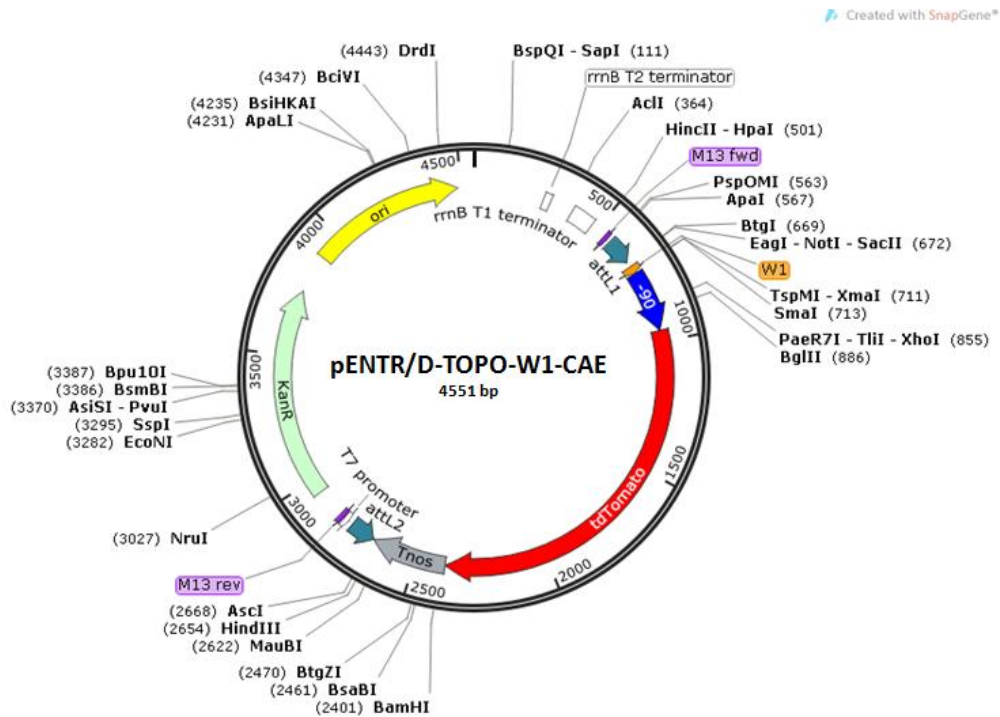 Created with SnapGene®
(4443) DrdI
BspQI - SapI (111)
(4347) BciVI
rrnB T2 terminator
(4235) BsiHKAI
AclI (364)
(4231) ApaLI
HincII - HpaI (501)
M13 fwd
PspOMI (563)
ApaI (567)
BtgI (669)
EagI - NotI - SacII (672)
W1
TspMI - XmaI (711)
SmaI (713)
PaeR7I - TliI - XhoI (855)
BglII (886)
4500
500
1000
1500
2000
2500
3000
3500
4000
ori
rrnB T1 terminator
attL1
-90
pENTR/D-TOPO-W1-CAE
4551 bp
KanR
tdTomato
T7 promoter
attL2
Tnos
(3387) Bpu10I
(3386) BsmBI
(3370) AsiSI - PvuI
(3295) SspI
(3282) EcoNI
(3027) NruI
M13 rev
(2668) AscI
(2654) HindIII
(2622) MauBI
(2470) BtgZI
(2461) BsaBI
(2401) BamHI